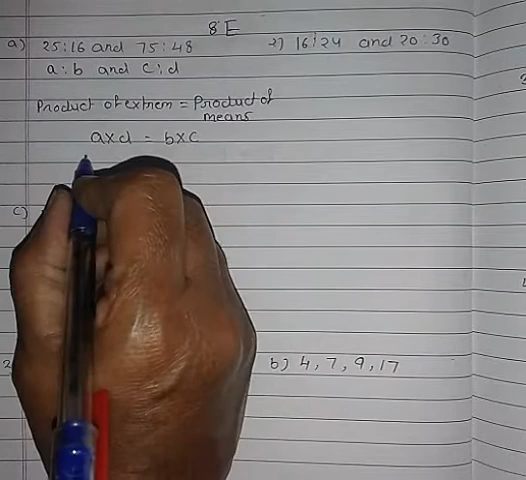 8 E
a) 25:16 and 75:48
2) 16:24 and 20:30
a:b and c:d
Product of extrem = Product of
means
a×d = b×c
c)
2
b) 4, 7, 9, 17